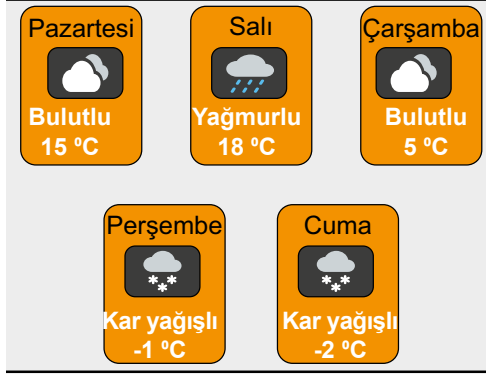 Pazartesi
Bulutlu
15 ºC
Salı
Yağmurlu
18 ºC
Çarşamba
Bulutlu
5 ºC
Perşembe
Kar yağışlı
-1 ºC
Cuma
Kar yağışlı
-2 ºC